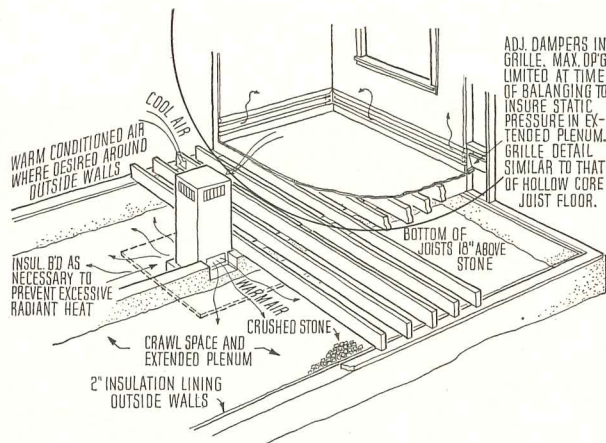 COOL AIR
WARM CONDITIONED AIR
WHERE DESIRED AROUND
OUTSIDE WALLS
ADJ. DAMPERS IN
GRILLE. MAX. OP'G
LIMITED AT TIME
OF BALANGING TO
INSURE STATIC
PRESSURE IN EX-
TENDED PLENUM.
GRILLE DETAIL
SIMILAR TO THAT
OF HOLLOW CORE
JOIST FLOOR.
BOTTOM OF
JOISTS 18" ABOVE
STONE
INSUL. B'D AS
NECESSARY TO
PREVENT EXCESSIVE
RADIANT HEAT
WARM AIR
CRUSHED STONE
CRAWL SPACE AND
EXTENDED PLENUM
2" INSULATION LINING
OUTSIDE WALLS